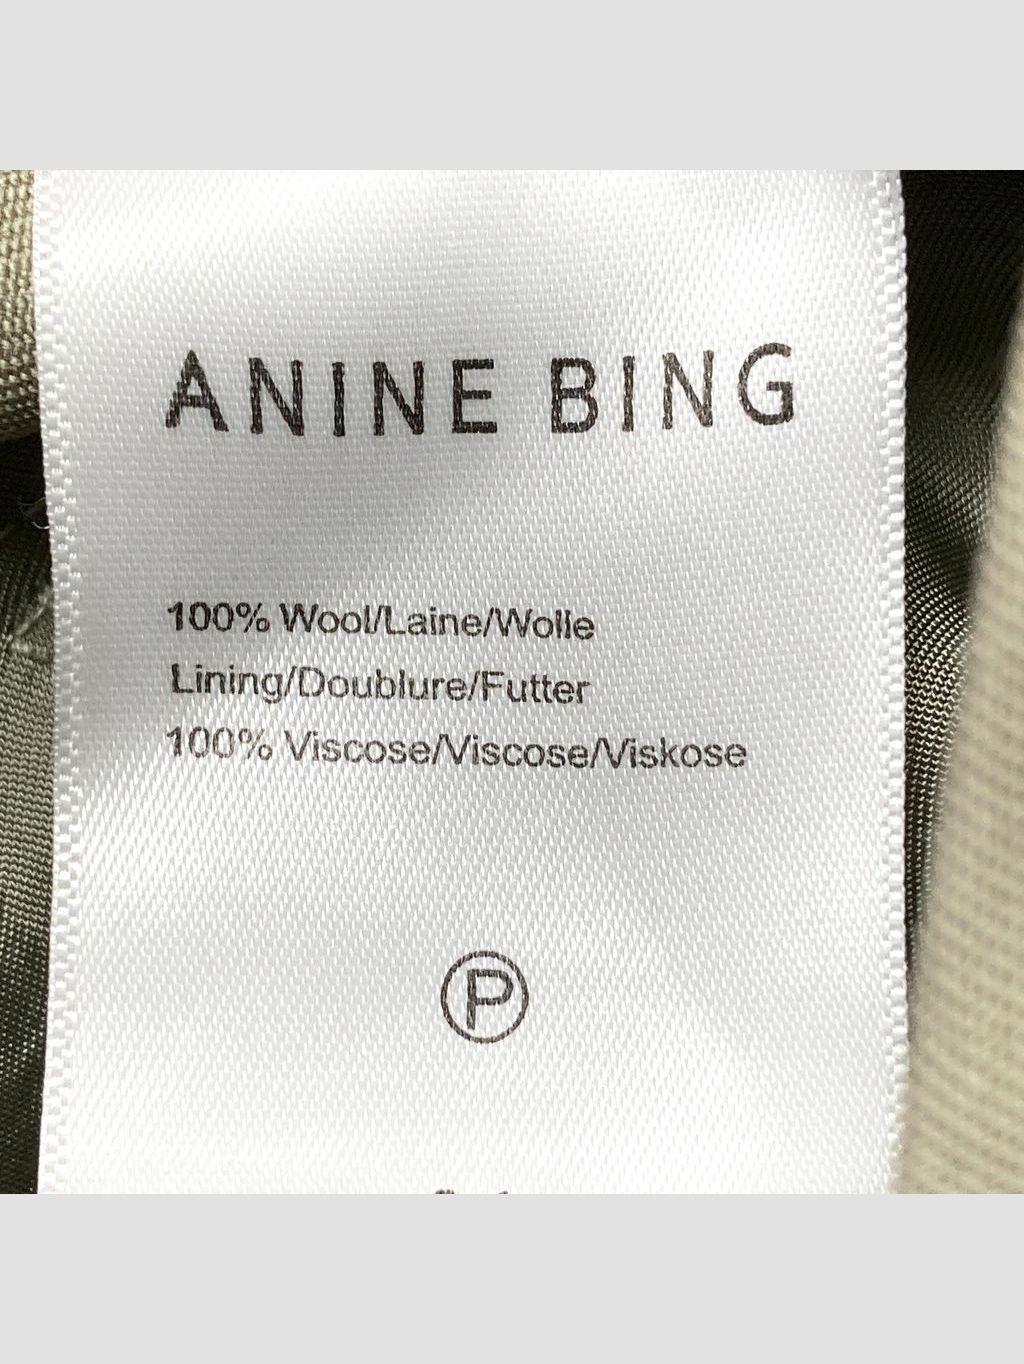 ANINE BING
100% Wool/Laine/Wolle
Lining/Doublure/Futter
100% Viscose/Viscose/Viskose
P